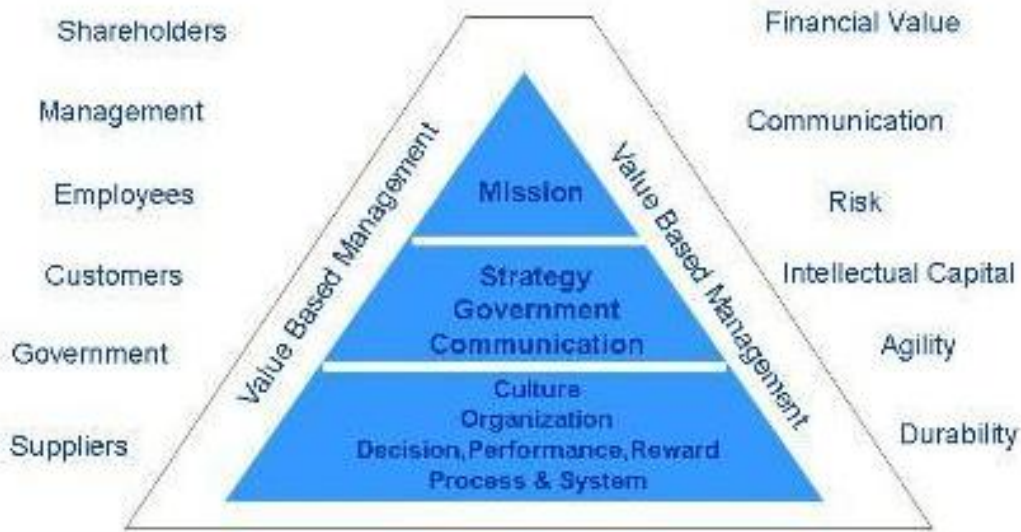 Shareholders
Management
Employees
Customers
Government
Suppliers
Value Based Management
Mission
Strategy
Government
Communication
Culture
Organization
Decision,Performance,Reward
Process & System
Value Based Management
Financial Value
Communication
Risk
Intellectual Capital
Agility
Durability